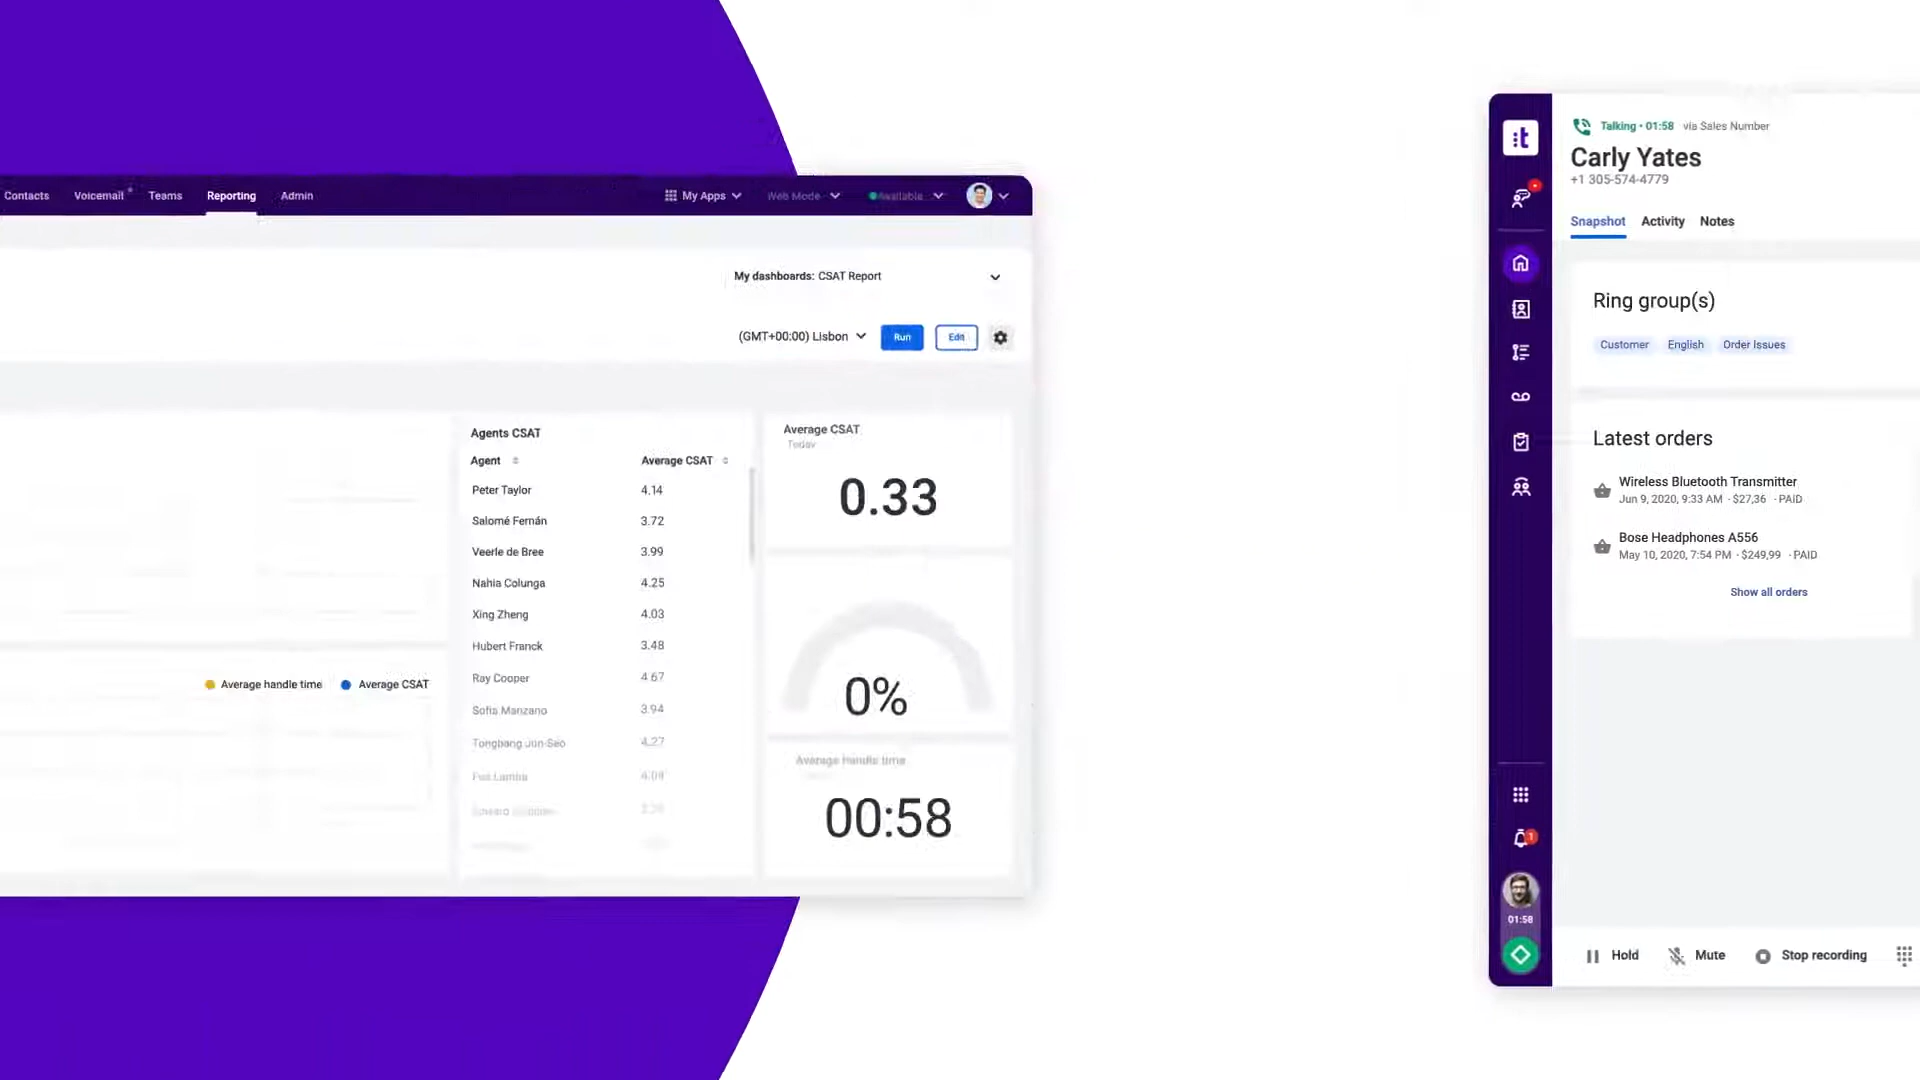 Contacts
Voicemail
Teams
Reporting
Admin
My Apps
Web Mode
Available
My dashboards: CSAT Report
(GMT+00:00) Lisbon
Run
Edit
Average handle time
Average CSAT
Agents CSAT
Agent Average CSAT
Peter Taylor 4.14
Salomé Fernán 3.72
Veerle de Bree 3.99
Nahia Colunga 4.25
Xing Zheng 4.03
Hubert Franck 3.48
Ray Cooper 4.67
Sofia Manzano 3.94
Tongbang Jun-Seo 4.27
4.09
Average CSAT
Today
0.33
0%
Average handle time
00:58
:t
Talking • 01:58 via Sales Number
Carly Yates
+1 305-574-4779
Snapshot
Activity
Notes
Ring group(s)
Customer
English
Order Issues
Latest orders
Wireless Bluetooth Transmitter
Jun 9, 2020, 9:33 AM · $27,36 · PAID
Bose Headphones A556
May 10, 2020, 7:54 PM · $249,99 · PAID
Show all orders
1
01:58
Hold
Mute
Stop recording